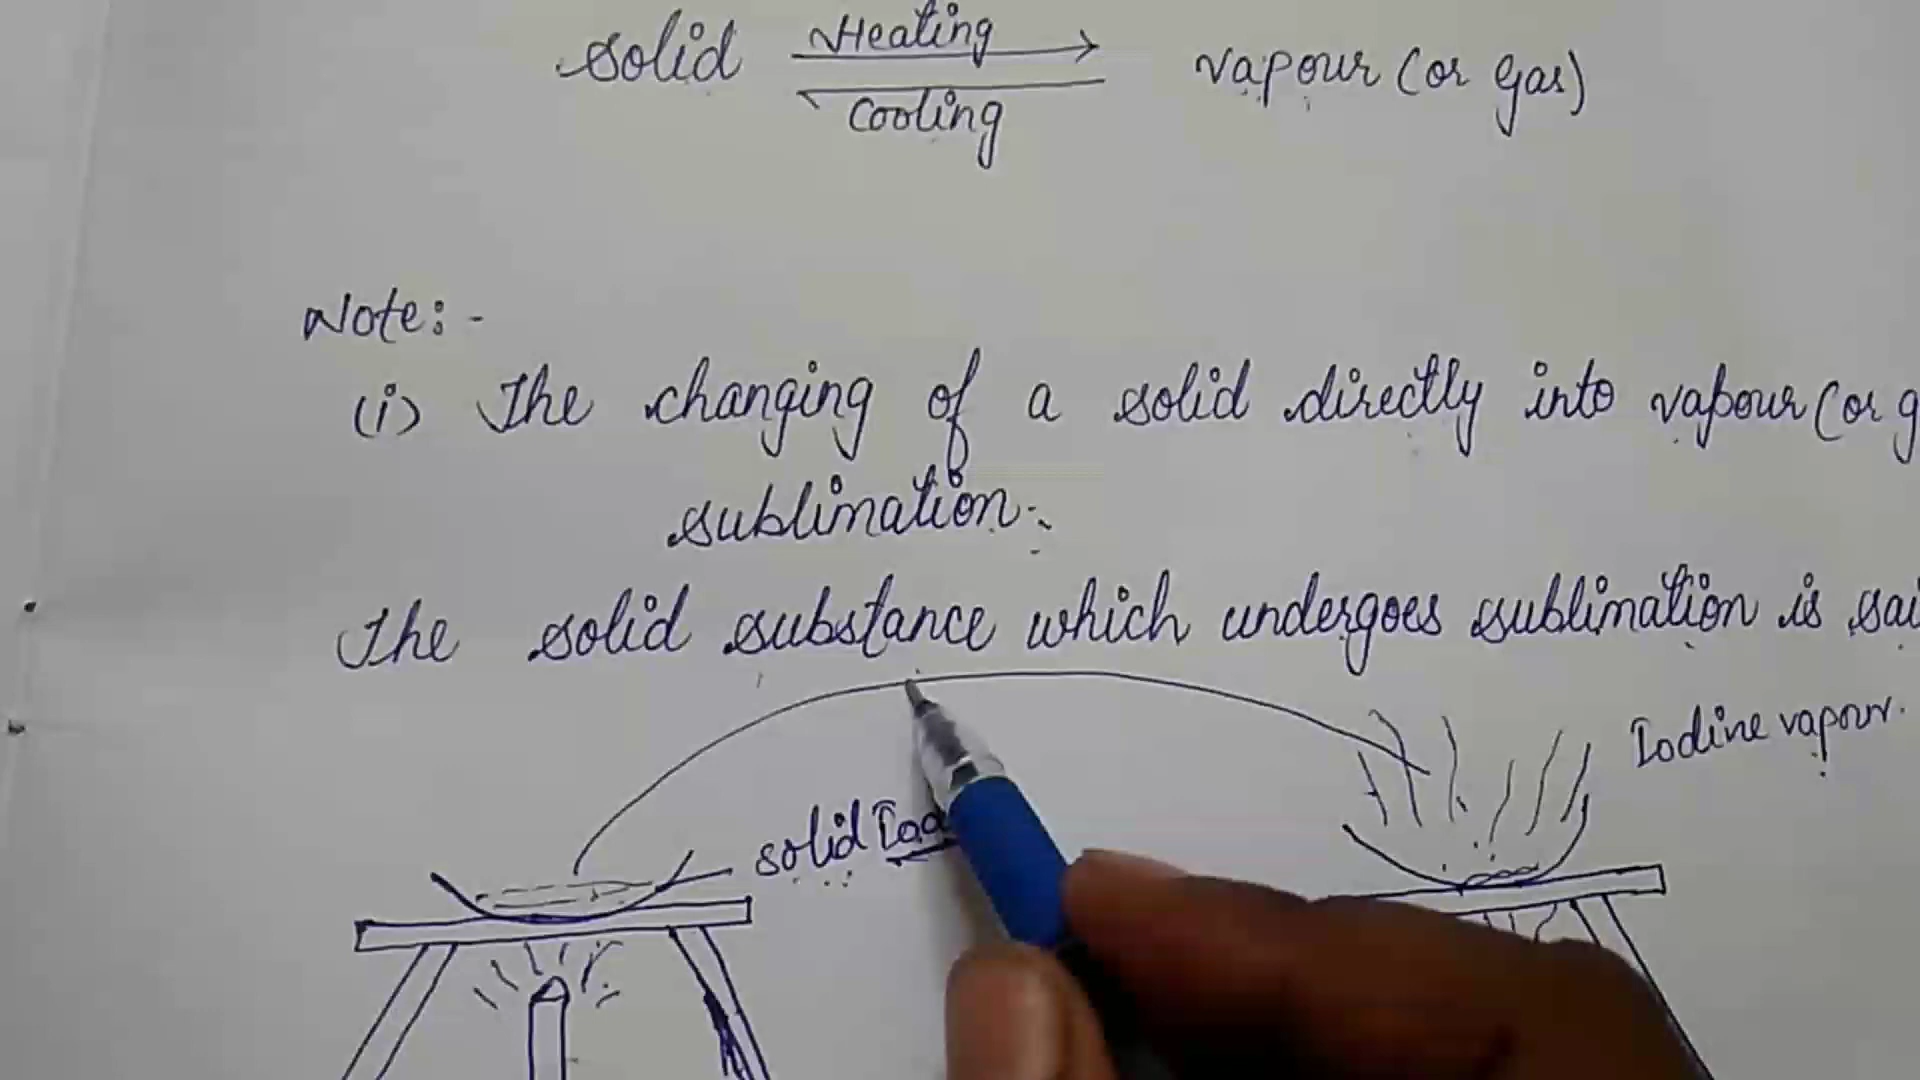 Heating
solid vapour (or gas)
Cooling
Note:-
(i) The changing of a solid directly into vapour (or g
sublimation.
The solid substance which undergoes sublimation is sai
Iodine vapour.
solid